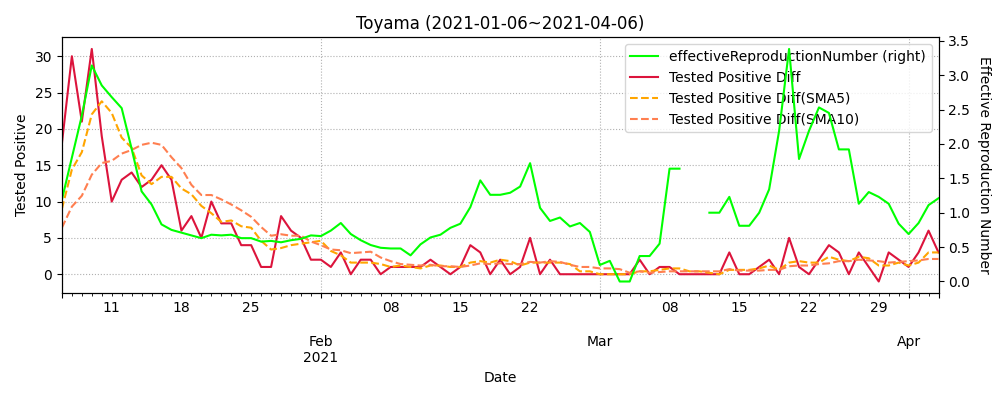 Toyama (2021-01-06~2021-04-06)
effectiveReproductionNumber (right)
Tested Positive Diff
Tested Positive Diff(SMA5)
Tested Positive Diff(SMA10)
Tested Positive
30
25
20
15
10
5
0
Effective Reproduction Number
3.5
3.0
2.5
2.0
1.5
1.0
0.5
0.0
11 18 25 08 15 22 08 15 22 29
Feb Mar Apr
2021
Date